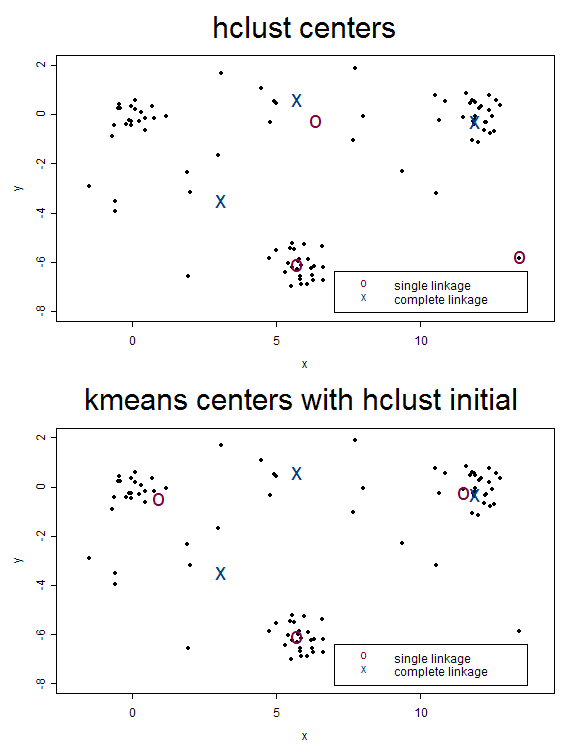 hclust centers
2
0
-2
-4
-6
-8
y
0
5
10
x
o single linkage
x complete linkage
kmeans centers with hclust initial
2
0
-2
-4
-6
-8
y
0
5
10
x
o single linkage
x complete linkage